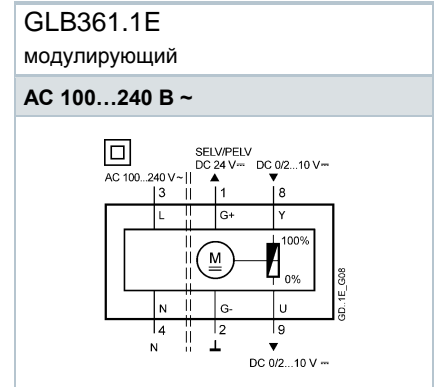 GLB361.1E
модулирующий
AC 100…240 В ~
SELV/PELV
DC 24 V⎓ DC 0/2...10 V⎓
AC 100...240 V~
3 1 8
L G+ Y
M 100%
0%
N G- U
4 2 9
N
DC 0/2...10 V⎓
GD..1E_G08